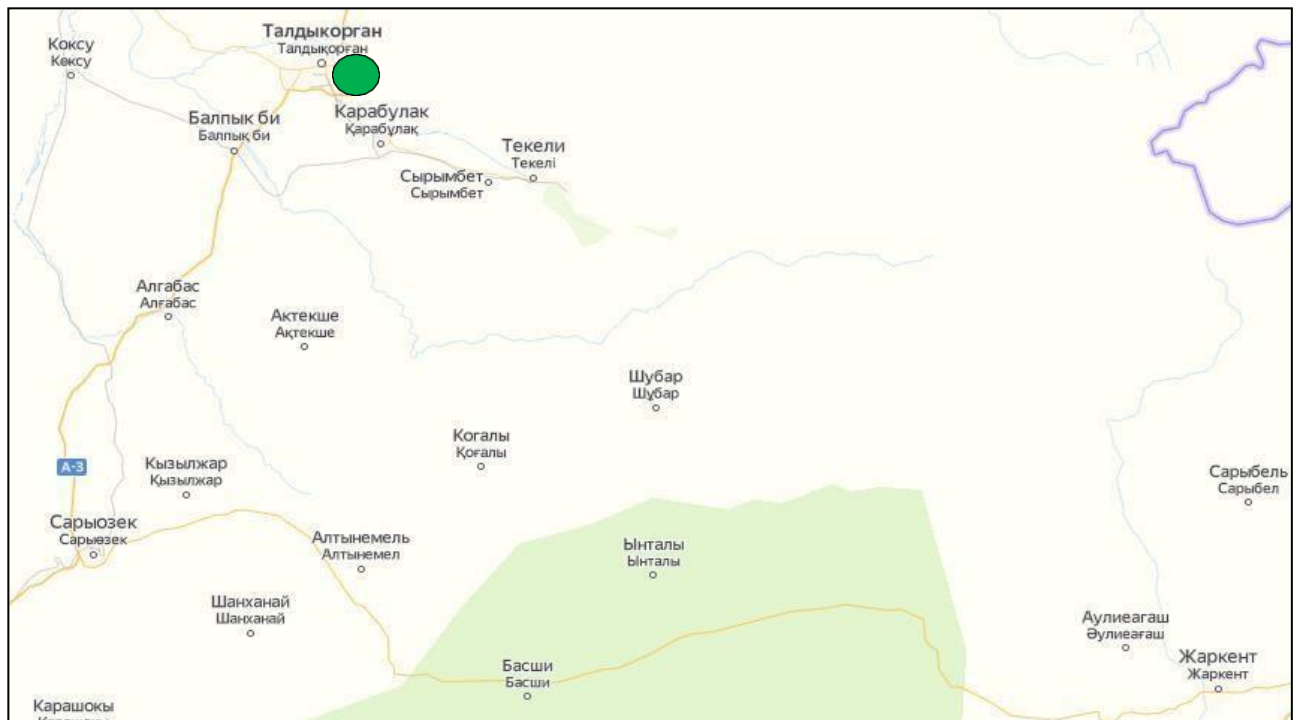 Талдыкорган
Талдықорған
Коксу
Көксу
Балпык би
Балпық би
Карабулак
Қарабұлақ
Текели
Текелі
Сырымбет
Сырымбет
Алгабас
Алғабас
Актекше
Ақтекше
Шубар
Шұбар
Когалы
Қоғалы
А-3
Кызылжар
Қызылжар
Сарыбель
Сарыбел
Сарыозек
Сарыөзек
Алтынемель
Алтынемел
Ынталы
Ынталы
Шанханай
Шанханай
Аулиеагаш
Әулиеағаш
Басши
Басши
Жаркент
Жаркент
Карашокы